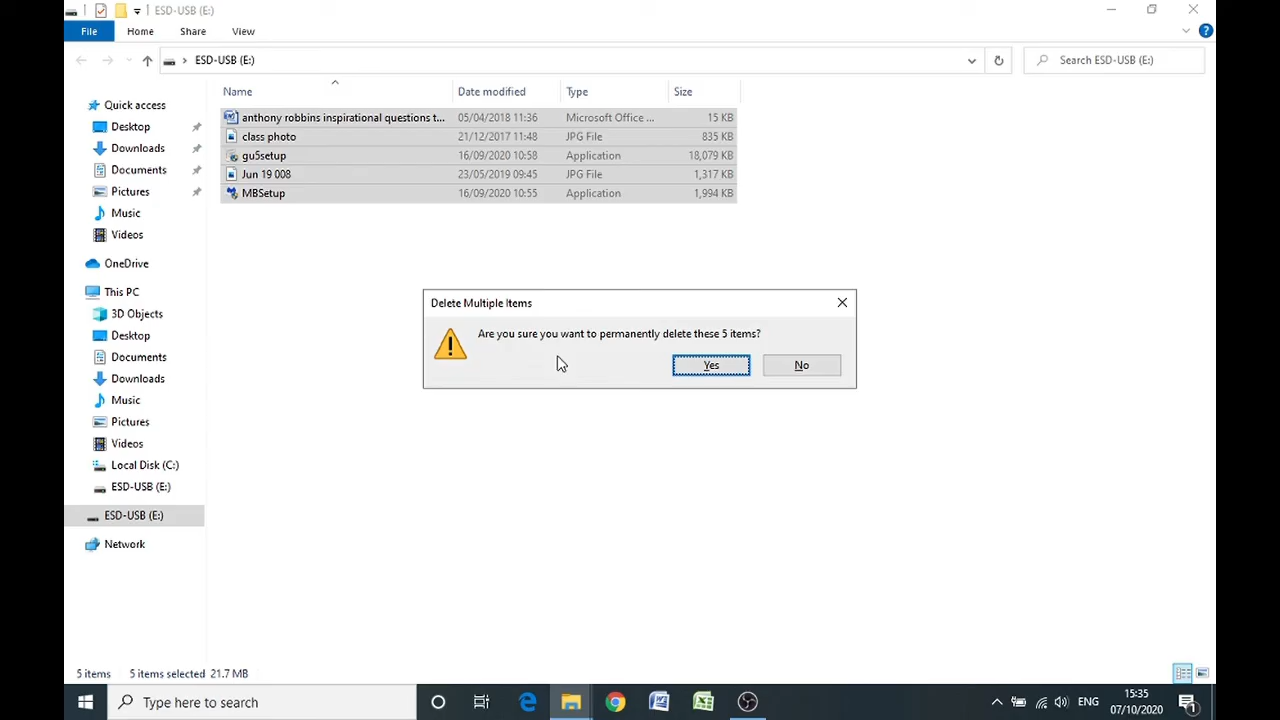 ESD-USB (E:)
File Home Share View
ESD-USB (E:) Search ESD-USB (E:)
Name Date modified Type Size
anthony robbins inspirational questions t... 05/04/2018 11:36 Microsoft Office ... 15 KB
class photo 21/12/2017 11:48 JPG File 835 KB
gu5setup 16/09/2020 10:58 Application 18,079 KB
Jun 19 008 23/05/2019 09:45 JPG File 1,317 KB
MBSetup 16/09/2020 10:55 Application 1,994 KB
Quick access
Desktop
Downloads
Documents
Pictures
Music
Videos
OneDrive
This PC
3D Objects
Desktop
Documents
Downloads
Music
Pictures
Videos
Local Disk (C:)
ESD-USB (E:)
ESD-USB (E:)
Network
Delete Multiple Items
Are you sure you want to permanently delete these 5 items?
Yes No
5 items 5 items selected 21.7 MB
Type here to search
ENG
15:35
07/10/2020
1